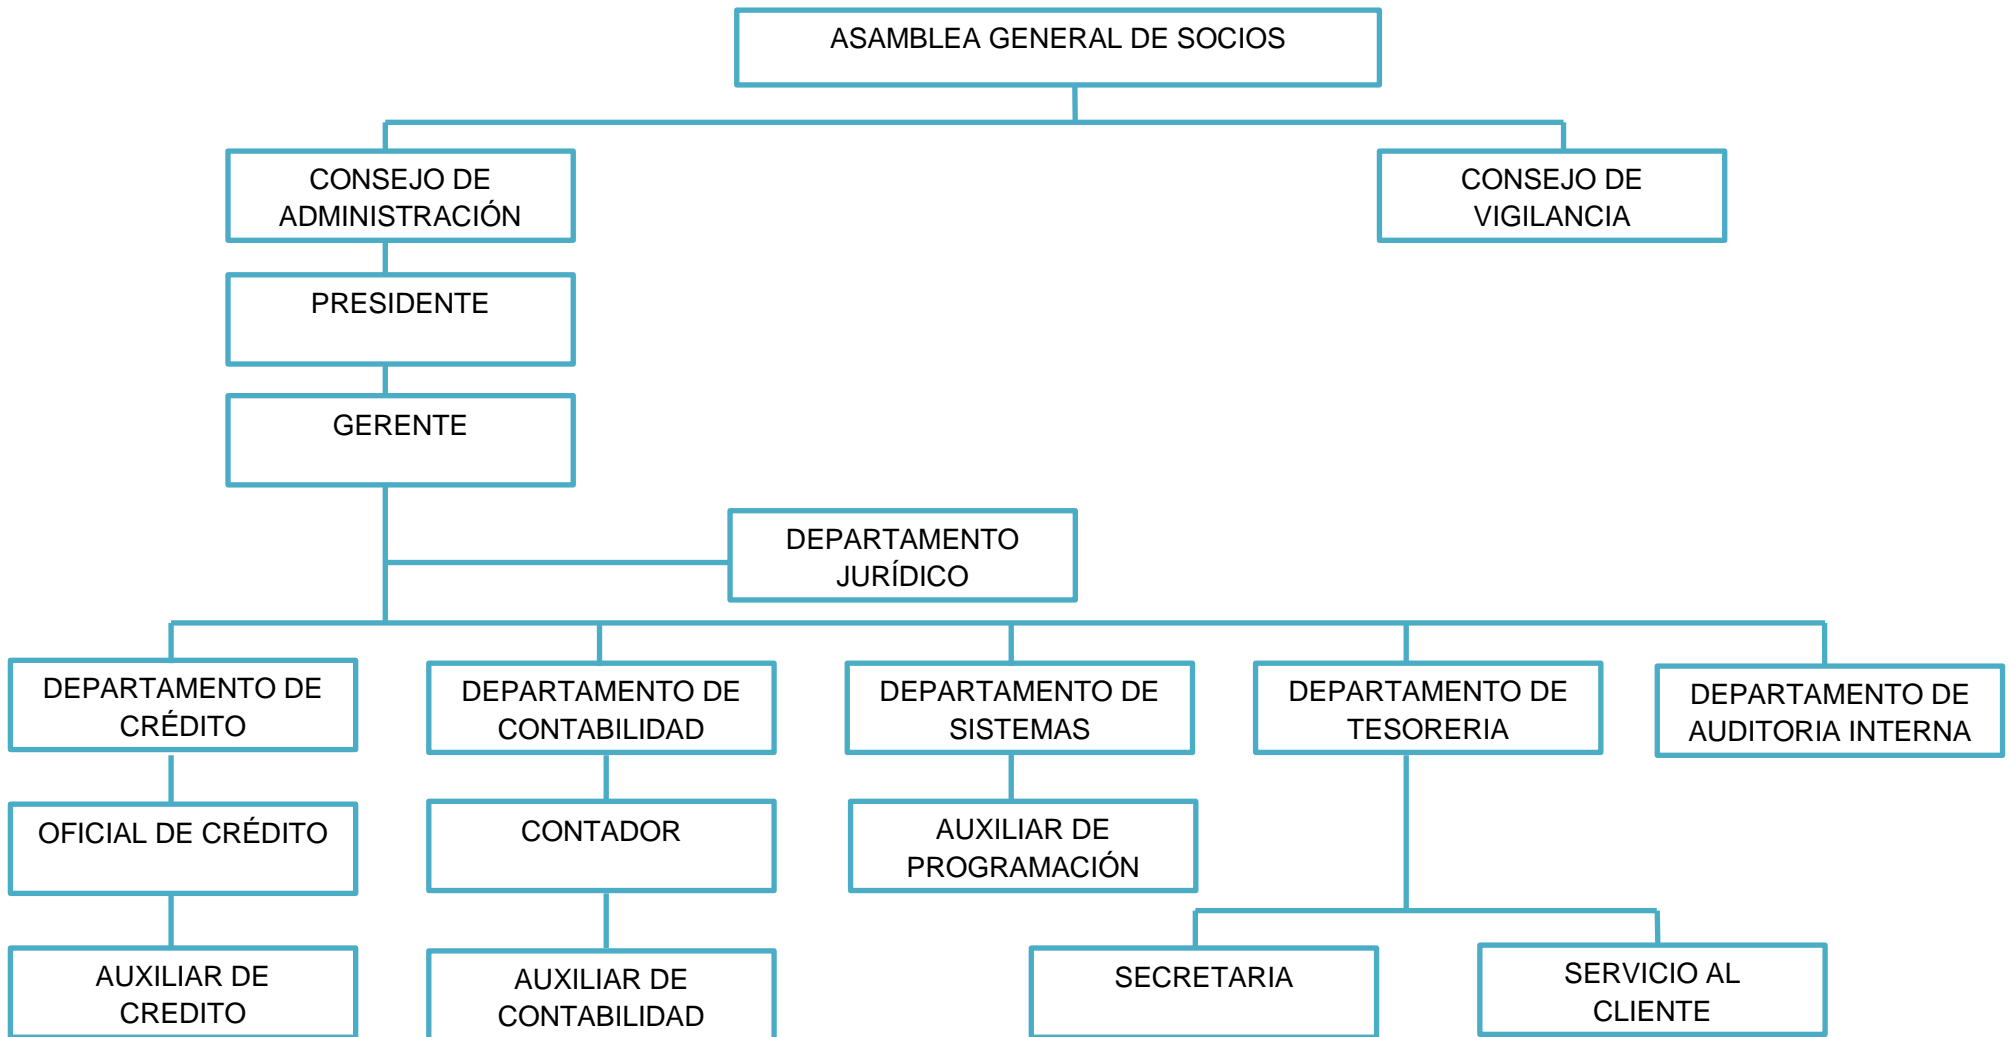 ASAMBLEA GENERAL DE SOCIOS
CONSEJO DE
ADMINISTRACIÓN
CONSEJO DE
VIGILANCIA
PRESIDENTE
GERENTE
DEPARTAMENTO
JURÍDICO
DEPARTAMENTO DE
CRÉDITO
DEPARTAMENTO DE
CONTABILIDAD
DEPARTAMENTO DE
SISTEMAS
DEPARTAMENTO DE
TESORERIA
DEPARTAMENTO DE
AUDITORIA INTERNA
OFICIAL DE CRÉDITO
CONTADOR
AUXILIAR DE
PROGRAMACIÓN
AUXILIAR DE
CREDITO
AUXILIAR DE
CONTABILIDAD
SECRETARIA
SERVICIO AL
CLIENTE